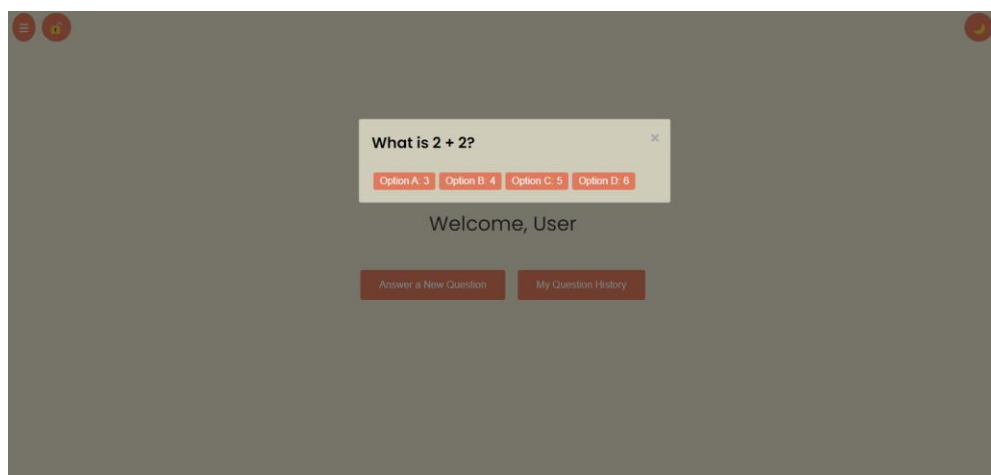 What is 2 + 2?
×
Option A: 3 Option B: 4 Option C: 5 Option D: 6
Welcome, User
Answer a New Question My Question History